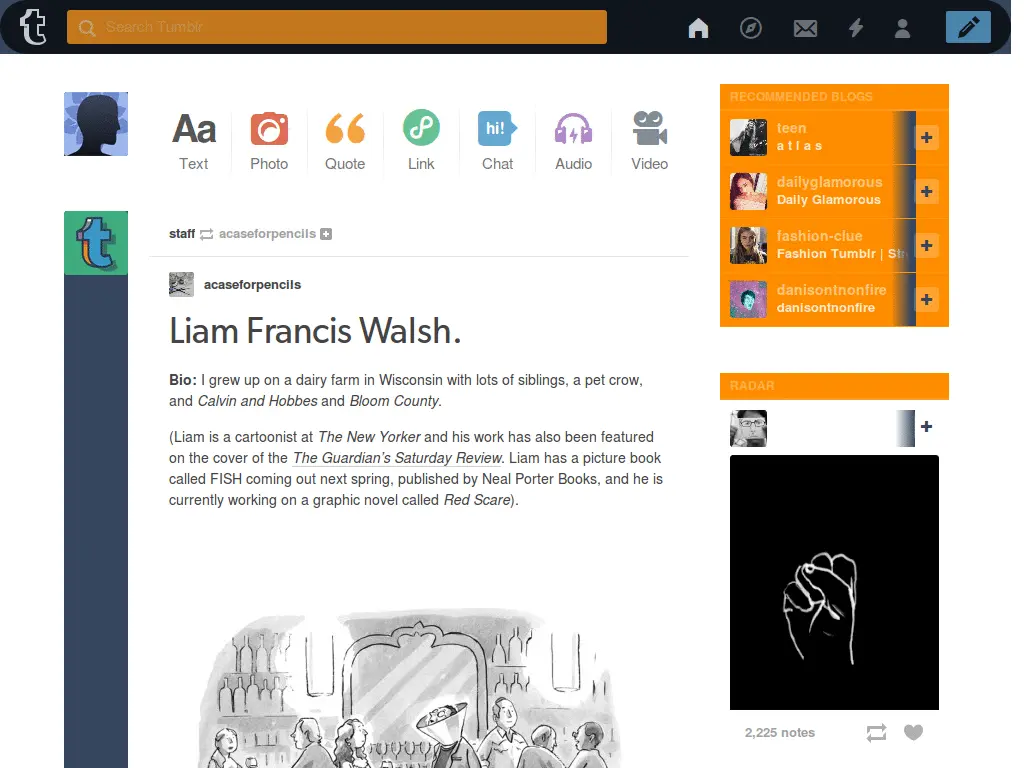 Search Tumblr
Aa
hi!
Text
Photo
Quote
Link
Chat
Audio
Video
staff acaseforpencils
acaseforpencils
Liam Francis Walsh.
Bio: I grew up on a dairy farm in Wisconsin with lots of siblings, a pet crow,
and Calvin and Hobbes and Bloom County.
(Liam is a cartoonist at The New Yorker and his work has also been featured
on the cover of the The Guardian's Saturday Review. Liam has a picture book
called FISH coming out next spring, published by Neal Porter Books, and he is
currently working on a graphic novel called Red Scare).
RECOMMENDED BLOGS
teen
a t l a s
dailyglamorous
Daily Glamorous
fashion-clue
Fashion Tumblr | Str
danisontnonfire
danisontnonfire
RADAR
2,225 notes